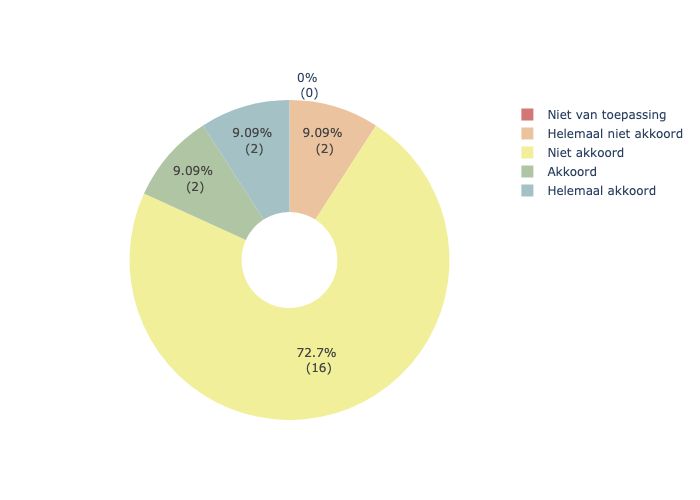 0%
(0)
9.09%
(2)
9.09%
(2)
9.09%
(2)
72.7%
(16)
Niet van toepassing
Helemaal niet akkoord
Niet akkoord
Akkoord
Helemaal akkoord